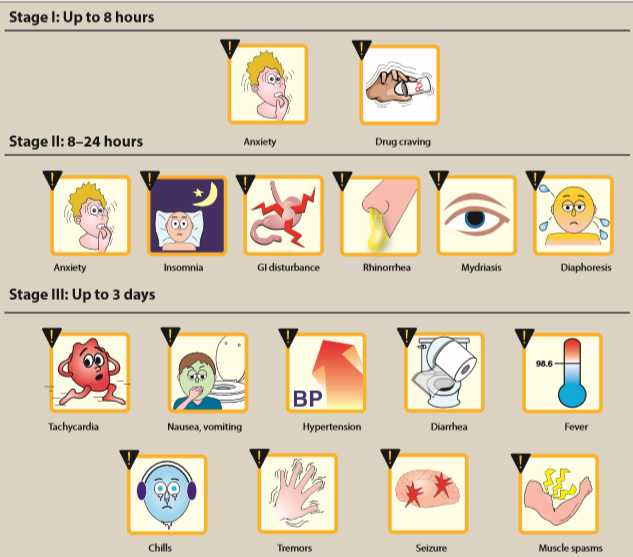 Stage I: Up to 8 hours
!
!
Rx
Anxiety
Drug craving
Stage II: 8–24 hours
!
!
!
!
!
!
Anxiety
Insomnia
GI disturbance
Rhinorrhea
Mydriasis
Diaphoresis
Stage III: Up to 3 days
!
!
!
!
!
98.6
BP
Tachycardia
Nausea, vomiting
Hypertension
Diarrhea
Fever
!
!
!
!
Chills
Tremors
Seizure
Muscle spasms